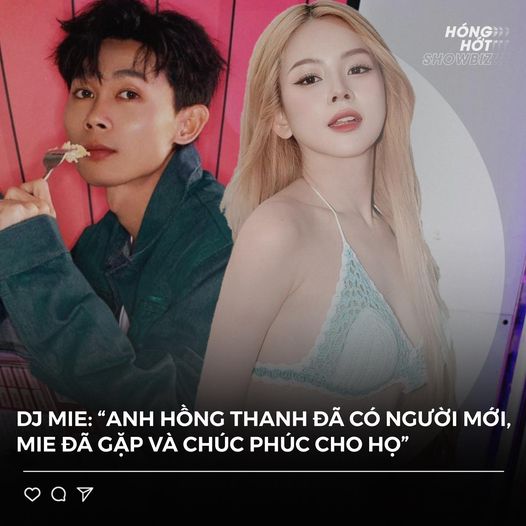 HÓNG
HỚT
SHOWBIZ
DJ MIE: “ANH HỒNG THANH ĐÃ CÓ NGƯỜI MỚI,
MIE ĐÃ GẶP VÀ CHÚC PHÚC CHO HỌ”